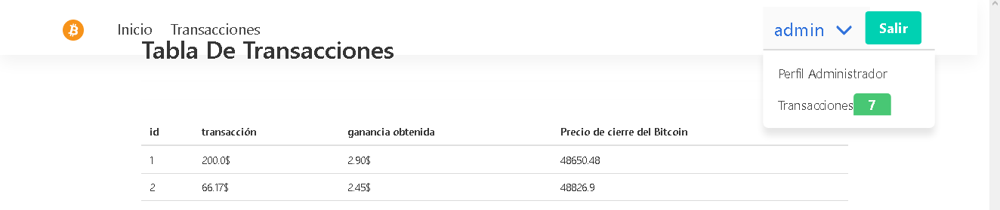 Inicio Transacciones admin Salir
Tabla De Transacciones
Perfil Administrador
Transacciones 7
id transacción ganancia obtenida Precio de cierre del Bitcoin
1 200.0$ 2.90$ 48650.48
2 66.17$ 2.45$ 48826.9